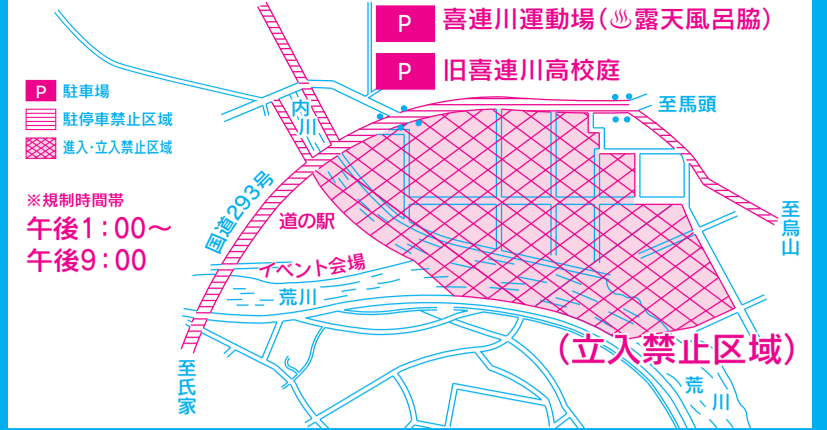 P 喜連川運動場(♨露天風呂脇)
P 旧喜連川高校庭
P 駐車場
駐停車禁止区域
進入・立入禁止区域
※規制時間帯
午後1:00〜
午後9:00
内川
至馬頭
国道293号
道の駅
至烏山
イベント会場
荒川
(立入禁止区域)
至氏家
荒川